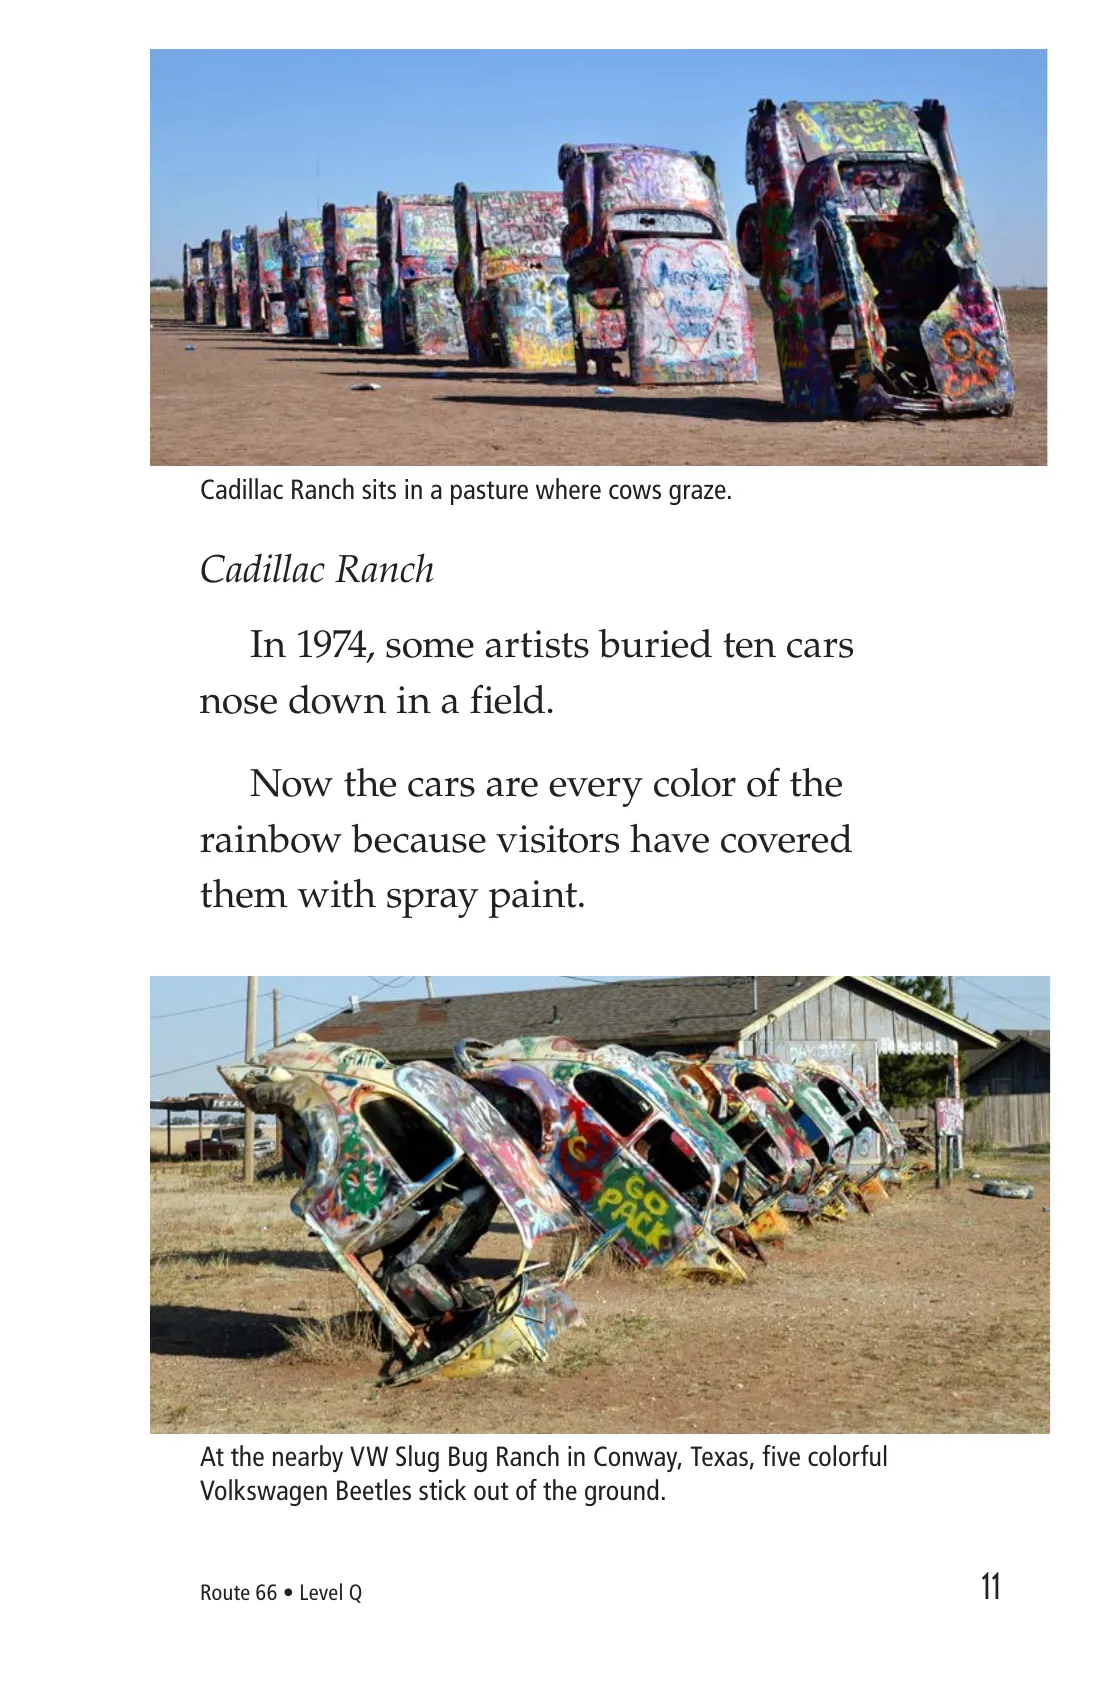 2015
OS
Cadillac Ranch sits in a pasture where cows graze.
Cadillac Ranch
In 1974, some artists buried ten cars
nose down in a field.
Now the cars are every color of the
rainbow because visitors have covered
them with spray paint.
TEXAS
GO
PACK
At the nearby VW Slug Bug Ranch in Conway, Texas, five colorful
Volkswagen Beetles stick out of the ground.
Route 66 • Level Q
11